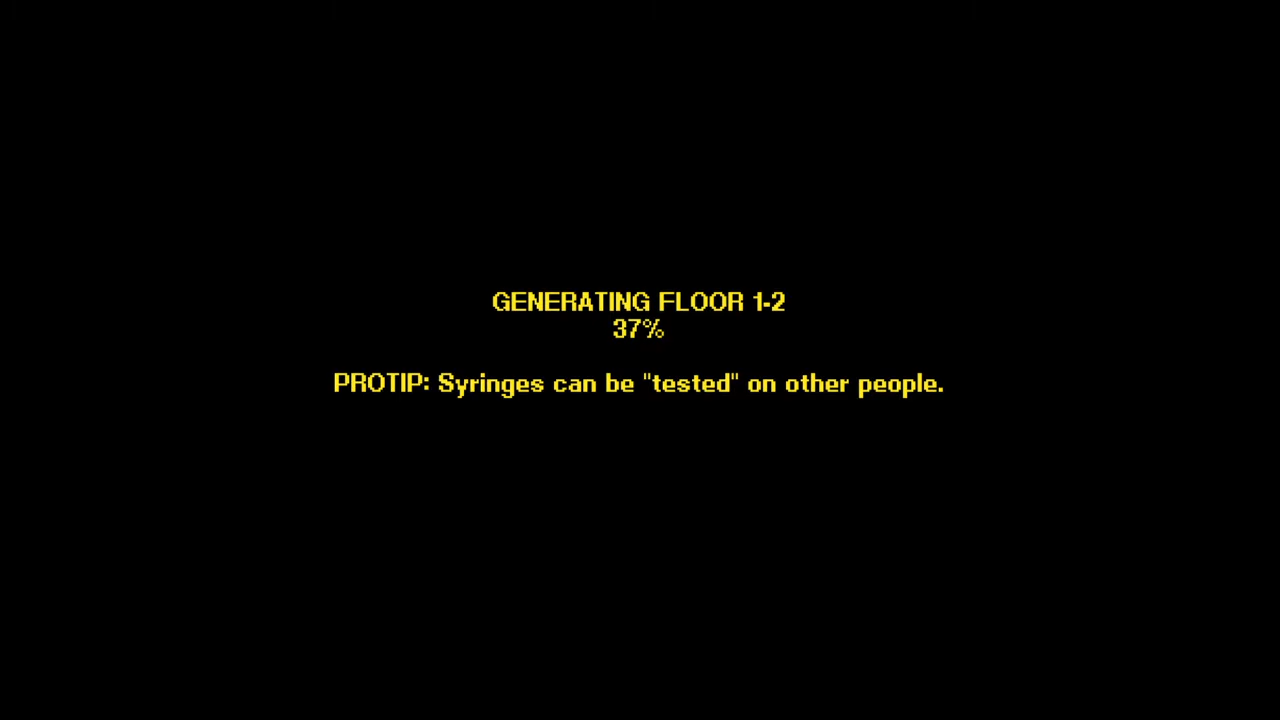 GENERATING FLOOR 1-2
37%
PROTIP: Syringes can be "tested" on other people.